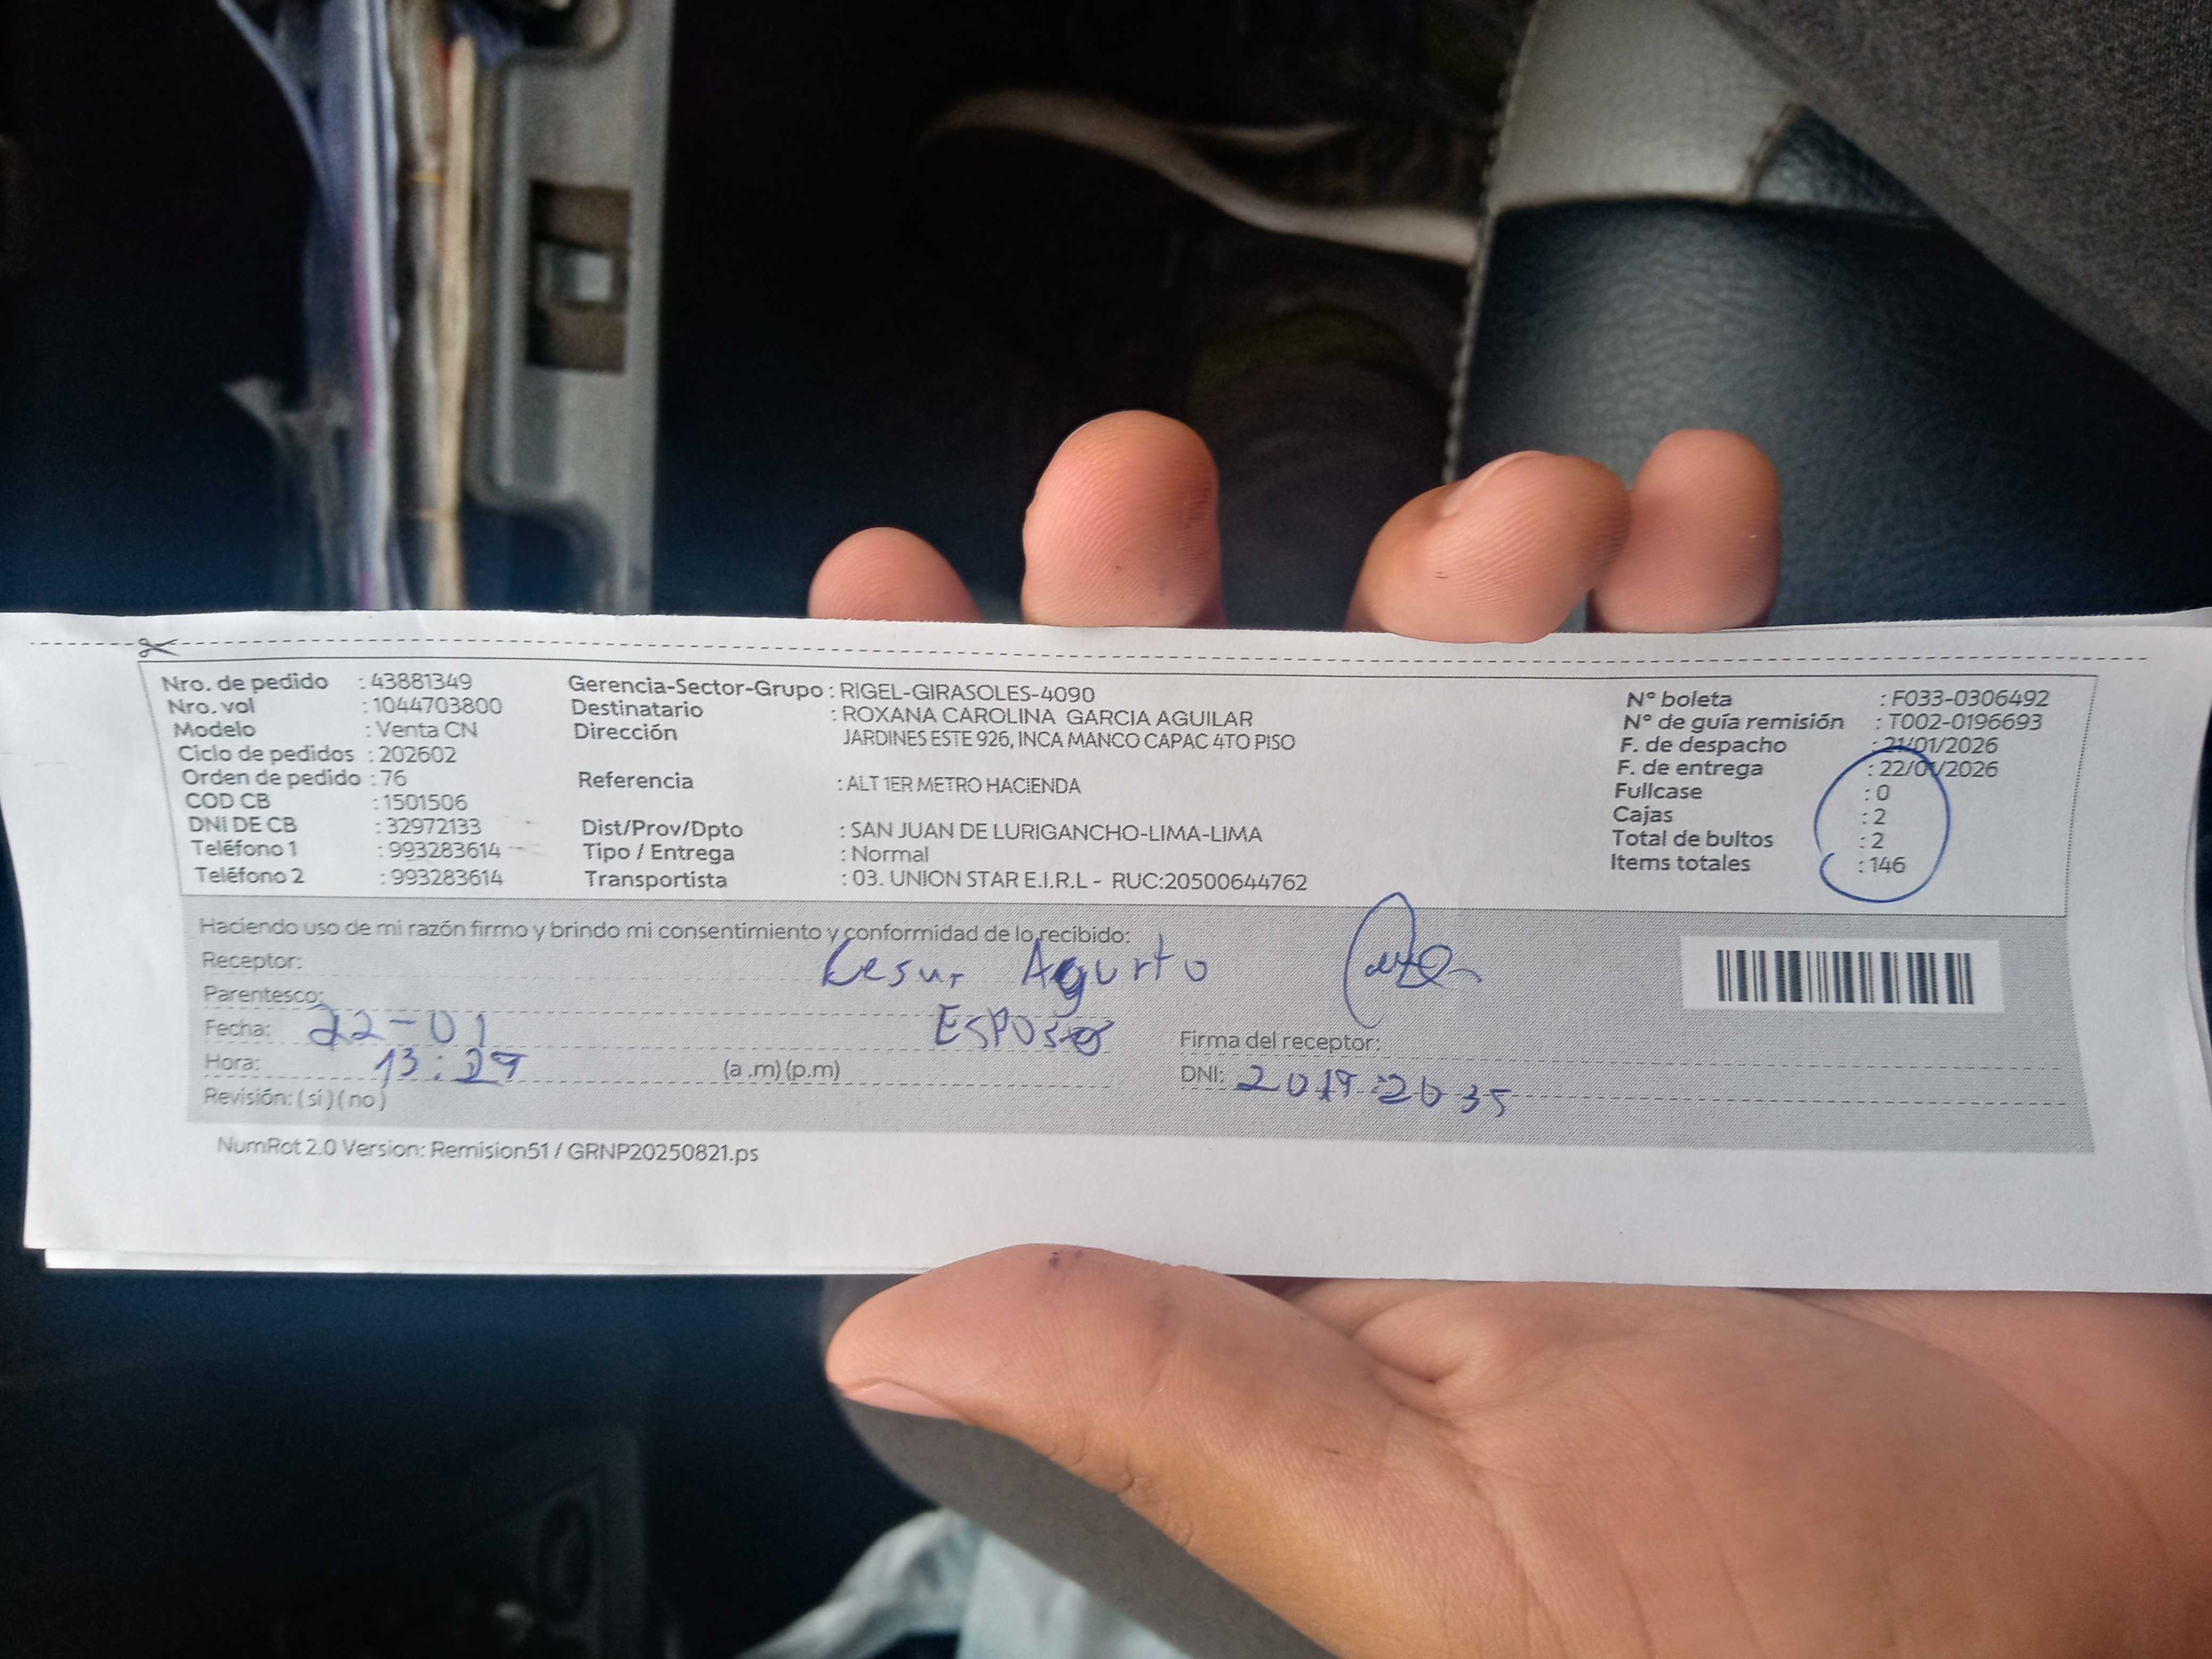 Nro. de pedido : 43881349
Nro. vol : 1044703800
Modelo : Venta CN
Ciclo de pedidos : 202602
Orden de pedido : 76
COD CB : 1501506
DNI DE CB : 32972133
Teléfono 1 : 993283614
Teléfono 2 : 993283614
Gerencia-Sector-Grupo : RIGEL-GIRASOLES-4090
Destinatario : ROXANA CAROLINA GARCIA AGUILAR
Dirección JARDINES ESTE 926, INCA MANCO CAPAC 4TO PISO
Referencia : ALT 1ER METRO HACIENDA
Dist/Prov/Dpto : SAN JUAN DE LURIGANCHO-LIMA-LIMA
Tipo / Entrega : Normal
Transportista : 03. UNION STAR E.I.R.L - RUC:20500644762
N° boleta : F033-0306492
N° de guía remisión : T002-0196693
F. de despacho : 21/01/2026
F. de entrega : 22/01/2026
Fullcase : 0
Cajas : 2
Total de bultos : 2
Items totales : 146
Haciendo uso de mi razón firmo y brindo mi consentimiento y conformidad de lo recibido:
Receptor: Cesar Agurto
Parentesco: ESPOSO
Fecha: 22-01
Firma del receptor:
Hora: 13:29 (a .m) (p.m)
DNI:
Revisión: ( si ) ( no )
NumRot 2.0 Version: Remision51 / GRNP20250821.ps